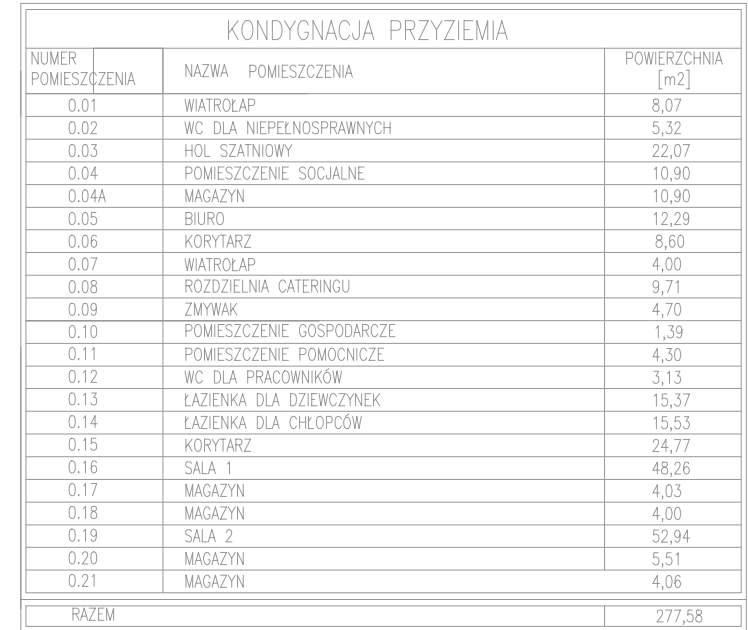 KONDYGNACJA PRZYZIEMIA
NUMER POMIESZCZENIA NAZWA POMIESZCZENIA POWIERZCHNIA [m2]
0.01 WIATROŁAP 8,07
0.02 WC DLA NIEPEŁNOSPRAWNYCH 5,32
0.03 HOL SZATNIOWY 22,07
0.04 POMIESZCZENIE SOCJALNE 10,90
0.04A MAGAZYN 10,90
0.05 BIURO 12,29
0.06 KORYTARZ 8,60
0.07 WIATROŁAP 4,00
0.08 ROZDZIELNIA CATERINGU 9,71
0.09 ZMYWAK 4,70
0.10 POMIESZCZENIE GOSPODARCZE 1,39
0.11 POMIESZCZENIE POMOCNICZE 4,30
0.12 WC DLA PRACOWNIKÓW 3,13
0.13 ŁAZIENKA DLA DZIEWCZYNEK 15,37
0.14 ŁAZIENKA DLA CHŁOPCÓW 15,53
0.15 KORYTARZ 24,77
0.16 SALA 1 48,26
0.17 MAGAZYN 4,03
0.18 MAGAZYN 4,00
0.19 SALA 2 52,94
0.20 MAGAZYN 5,51
0.21 MAGAZYN 4,06
RAZEM 277,58